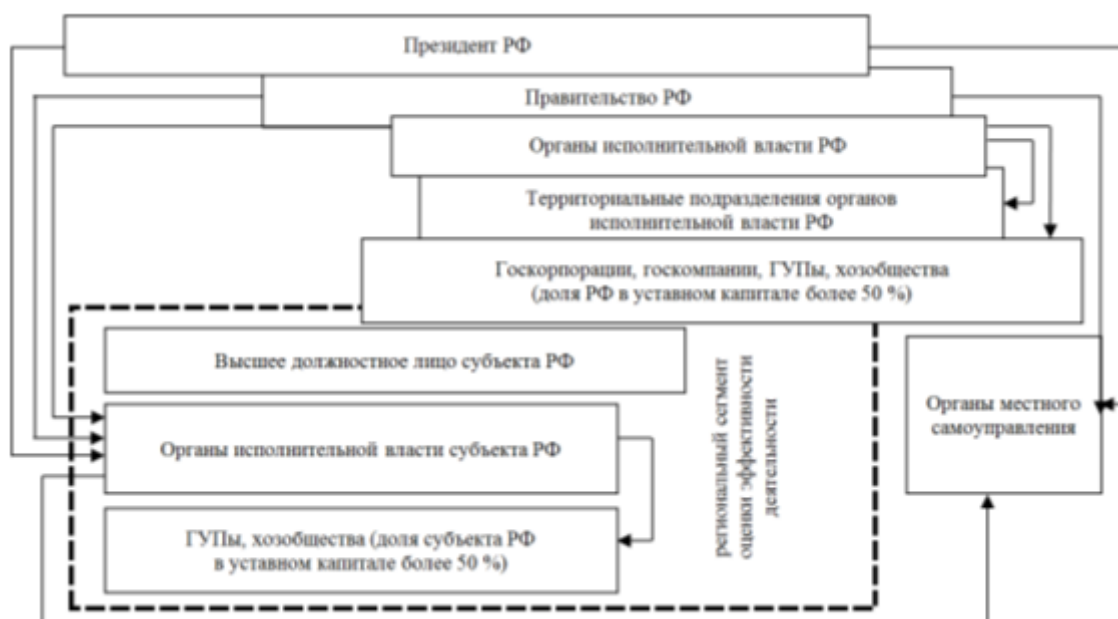 Президент РФ
Правительство РФ
Органы исполнительной власти РФ
Территориальные подразделения органов
исполнительной власти РФ
Госкорпорации, госкомпании, ГУПы, хозобщества
(доля РФ в уставном капитале более 50 %)
Высшее должностное лицо субъекта РФ
Органы исполнительной власти субъекта РФ
ГУПы, хозобщества (доля субъекта РФ
в уставном капитале более 50 %)
региональный сегмент
оценки эффективности
деятельности
Органы местного
самоуправления